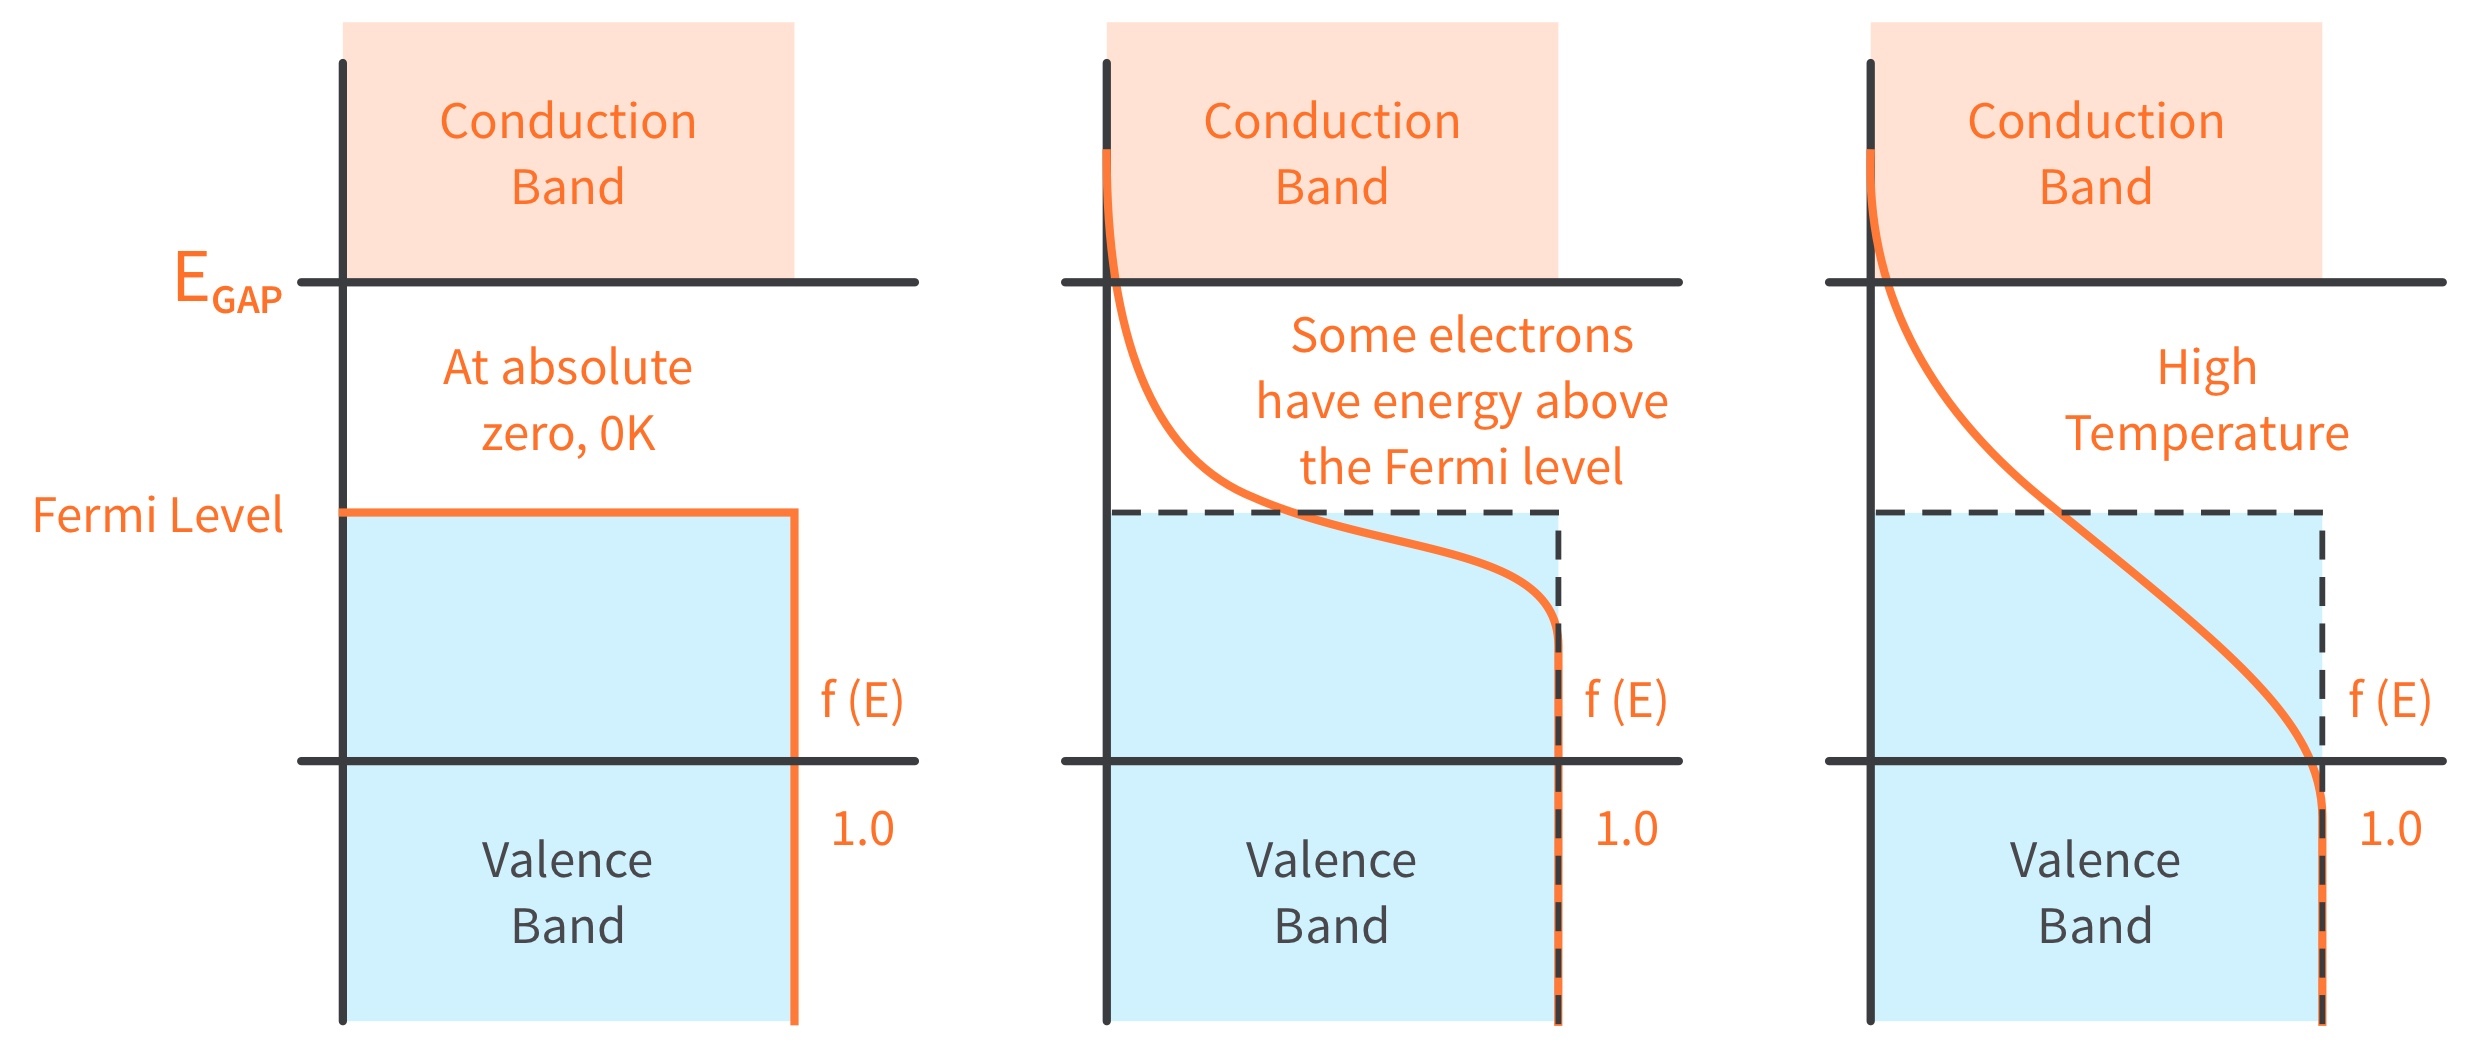 Conduction
Band
E_GAP
At absolute
zero, 0K
Fermi Level
f (E)
1.0
Valence
Band
Conduction
Band
Some electrons
have energy above
the Fermi level
f (E)
1.0
Valence
Band
Conduction
Band
High
Temperature
f (E)
1.0
Valence
Band